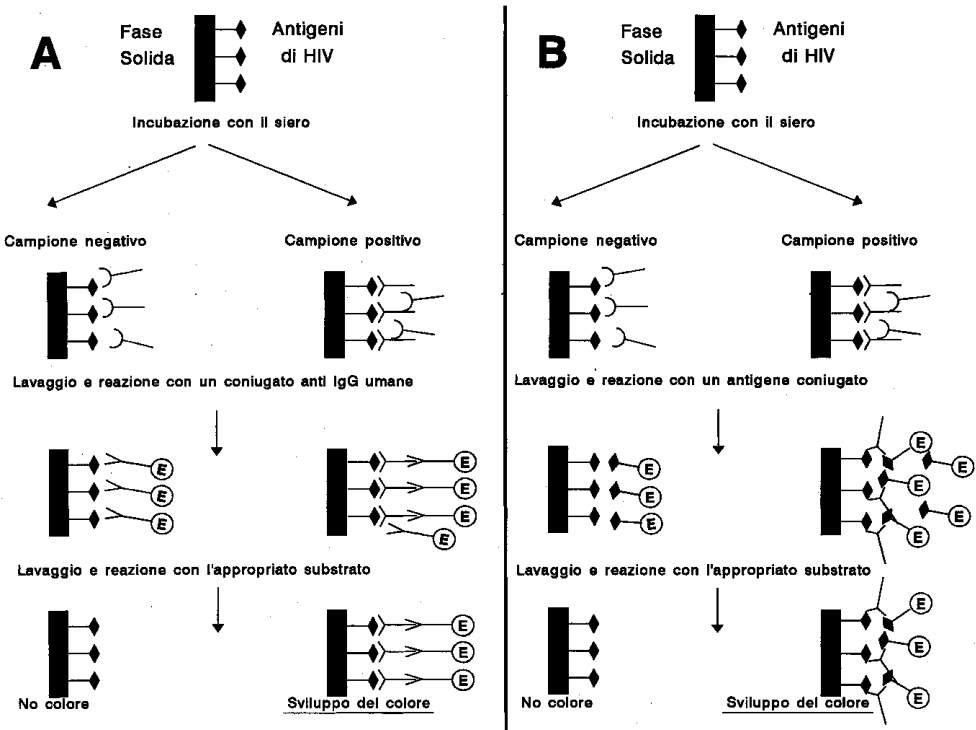 A
Fase
Solida
Antigeni
di HIV
Incubazione con il siero
Campione negativo
Campione positivo
Lavaggio e reazione con un coniugato anti IgG umane
E
E
E
E
E
E
E
Lavaggio e reazione con l'appropriato substrato
E
E
E
No colore
Sviluppo del colore
B
Fase
Solida
Antigeni
di HIV
Incubazione con il siero
Campione negativo
Campione positivo
Lavaggio e reazione con un antigene coniugato
E
E
E
E
E
E
E
E
Lavaggio e reazione con l'appropriato substrato
E
E
E
No colore
Sviluppo del colore